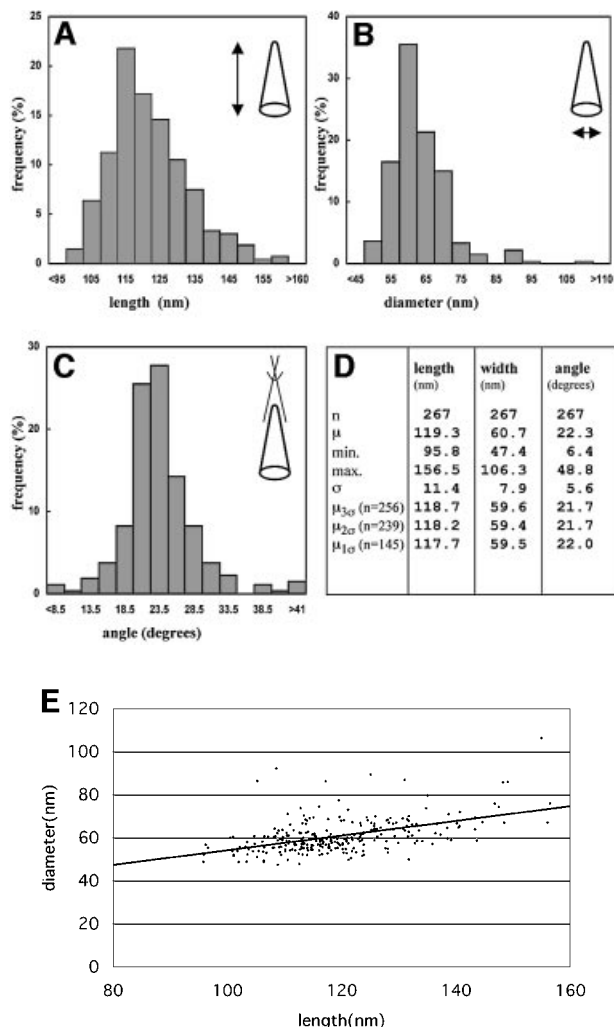 A
25
20
15
10
5
0
frequency (%)
<95 105 115 125 135 145 155 >160
length (nm)
B
40
30
20
10
0
frequency (%)
<45 55 65 75 85 95 105 >110
diameter (nm)
C
30
20
10
0
frequency (%)
<8.5 13.5 18.5 23.5 28.5 33.5 38.5 >41
angle (degrees)
D
length width angle
(nm) (nm) (degrees)
n 267 267 267
μ 119.3 60.7 22.3
min. 95.8 47.4 6.4
max. 156.5 106.3 48.8
σ 11.4 7.9 5.6
μ3σ (n=256) 118.7 59.6 21.7
μ2σ (n=239) 118.2 59.4 21.7
μ1σ (n=145) 117.7 59.5 22.0
E
120
100
80
60
40
20
0
diameter(nm)
80 100 120 140 160
length(nm)